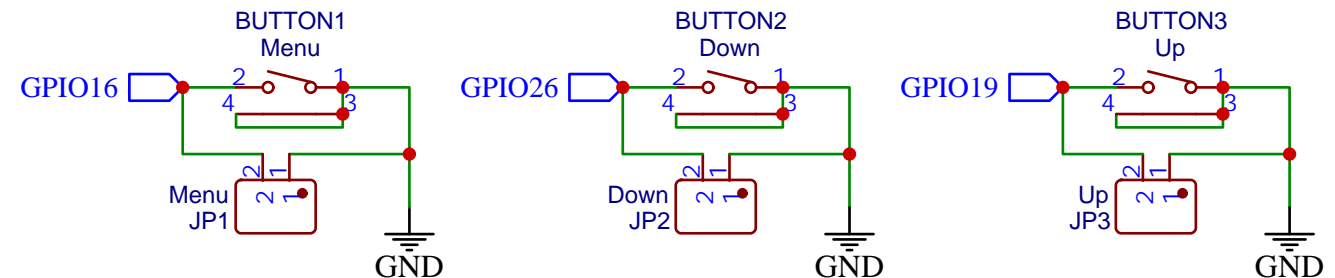 BUTTON1
Menu
GPIO16
2 1
4 3
2 1
Menu 2 1
JP1
GND
BUTTON2
Down
GPIO26
2 1
4 3
2 1
Down 2 1
JP2
GND
BUTTON3
Up
GPIO19
2 1
4 3
2 1
Up 2 1
JP3
GND